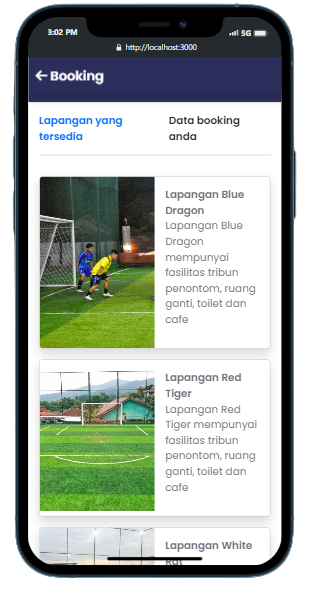 3:02 PM
5G
http://localhost:3000
Booking
Lapangan yang
tersedia
Data booking
anda
Lapangan Blue
Dragon
Lapangan Blue
Dragon
mempunyai
fasilitas tribun
penontom, ruang
ganti, toilet dan
cafe
Lapangan Red
Tiger
Lapangan Red
Tiger mempunyai
fasilitas tribun
penontom, ruang
ganti, toilet dan
cafe
Lapangan White
Rat